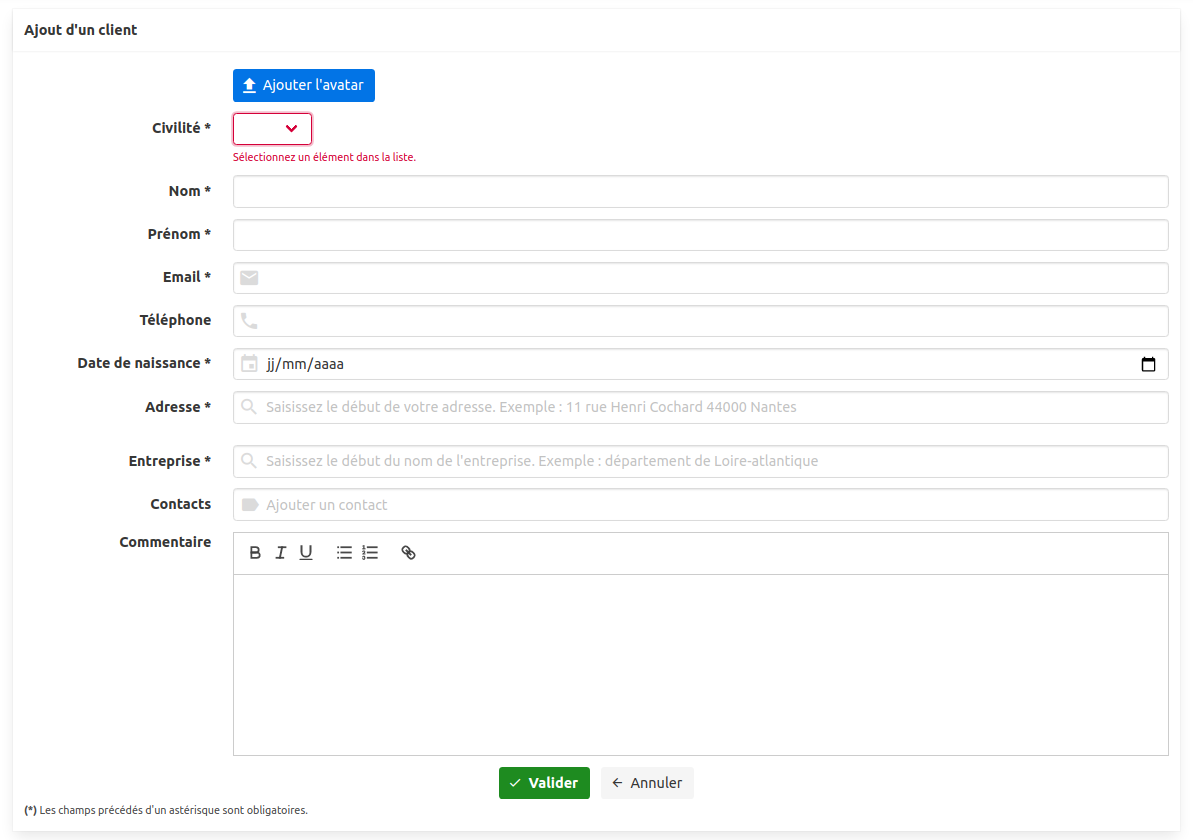 Ajout d'un client
Ajouter l'avatar
Civilité *
Sélectionnez un élément dans la liste.
Nom *
Prénom *
Email *
Téléphone
Date de naissance * jj/mm/aaaa
Adresse * Saisissez le début de votre adresse. Exemple : 11 rue Henri Cochard 44000 Nantes
Entreprise * Saisissez le début du nom de l'entreprise. Exemple : département de Loire-atlantique
Contacts Ajouter un contact
Commentaire
B I U
Valider Annuler
(*) Les champs précédés d'un astérisque sont obligatoires.